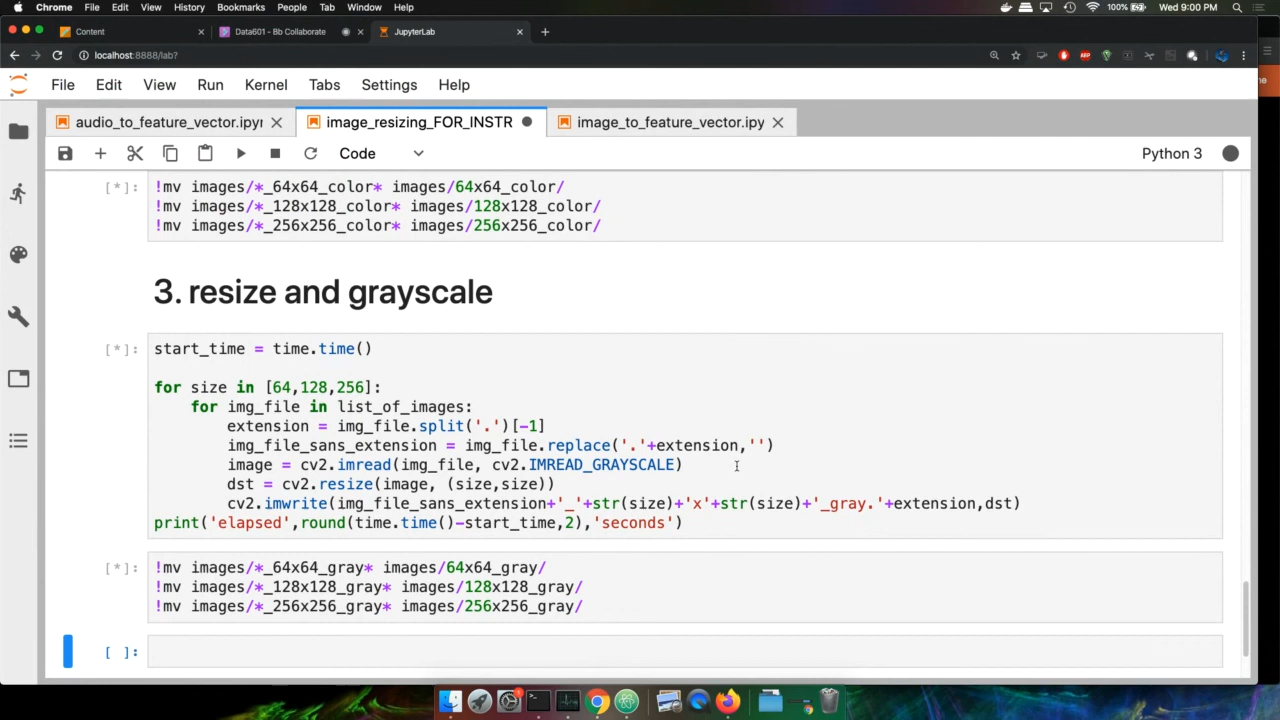 Chrome File Edit View History Bookmarks People Tab Window Help 100% Wed 9:00 PM
Content Data601 - Bb Collaborate JupyterLab
localhost:8888/lab?
File Edit View Run Kernel Tabs Settings Help
audio_to_feature_vector.ipyn image_resizing_FOR_INSTR image_to_feature_vector.ipy
Code Python 3
[*]: !mv images/*_64x64_color* images/64x64_color/
!mv images/*_128x128_color* images/128x128_color/
!mv images/*_256x256_color* images/256x256_color/
3. resize and grayscale
[*]: start_time = time.time()
for size in [64,128,256]:
for img_file in list_of_images:
extension = img_file.split('.')[-1]
img_file_sans_extension = img_file.replace('.'+extension,'')
image = cv2.imread(img_file, cv2.IMREAD_GRAYSCALE)
dst = cv2.resize(image, (size,size))
cv2.imwrite(img_file_sans_extension+'_'+str(size)+'x'+str(size)+'_gray.'+extension,dst)
print('elapsed',round(time.time()-start_time,2),'seconds')
[*]: !mv images/*_64x64_gray* images/64x64_gray/
!mv images/*_128x128_gray* images/128x128_gray/
!mv images/*_256x256_gray* images/256x256_gray/
[ ]: